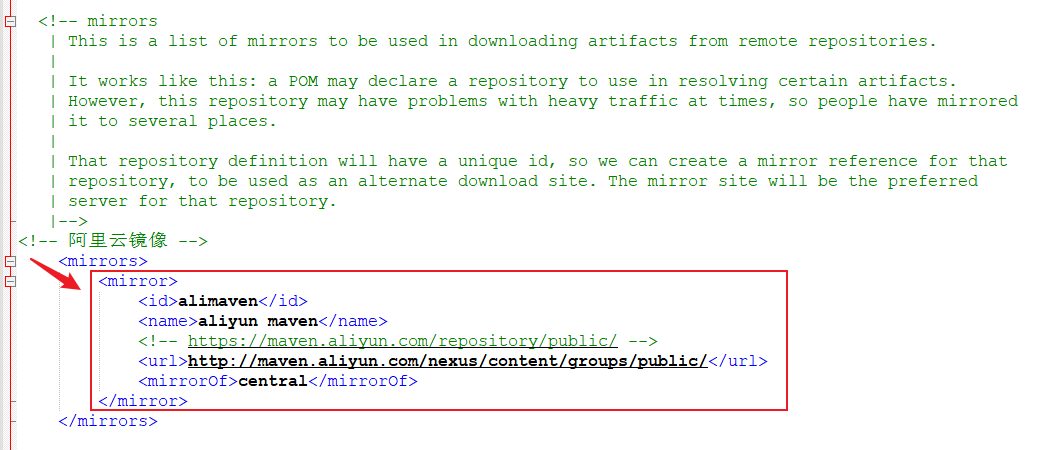 <!-- mirrors
| This is a list of mirrors to be used in downloading artifacts from remote repositories.
|
| It works like this: a POM may declare a repository to use in resolving certain artifacts.
| However, this repository may have problems with heavy traffic at times, so people have mirrored
| it to several places.
|
| That repository definition will have a unique id, so we can create a mirror reference for that
| repository, to be used as an alternate download site. The mirror site will be the preferred
| server for that repository.
|-->
<!-- 阿里云镜像 -->
<mirrors>
<mirror>
<id>alimaven</id>
<name>aliyun maven</name>
<!-- https://maven.aliyun.com/repository/public/ -->
<url>http://maven.aliyun.com/nexus/content/groups/public/</url>
<mirrorOf>central</mirrorOf>
</mirror>
</mirrors>